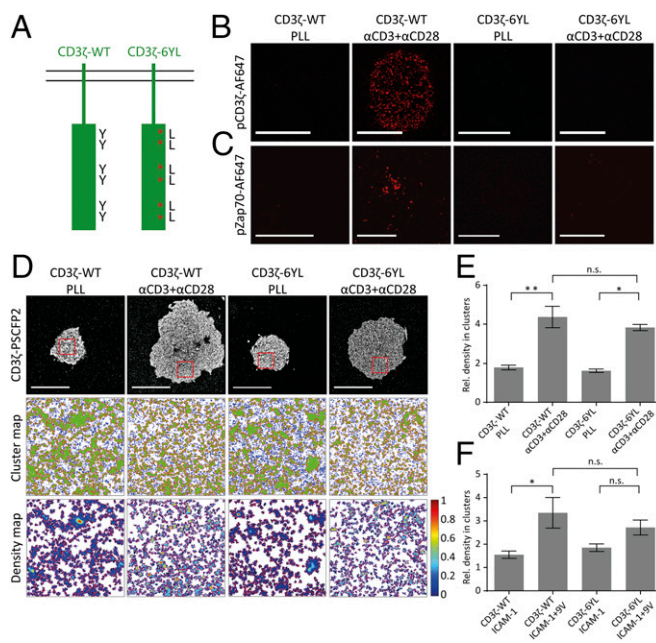 A
CD3ζ-WT CD3ζ-6YL
Y Y L
Y Y L
Y Y L
Y Y L
Y Y L
Y Y L
B
CD3ζ-WT CD3ζ-WT CD3ζ-6YL CD3ζ-6YL
PLL αCD3+αCD28 PLL αCD3+αCD28
pCD3ζ-AF647
C
pZap70-AF647
D
CD3ζ-WT CD3ζ-WT CD3ζ-6YL CD3ζ-6YL
PLL αCD3+αCD28 PLL αCD3+αCD28
CD3ζ-PSCFP2
Cluster map
Density map
1
0.8
0.6
0.4
0.2
0
E
n.s.
** *
Rel. density in clusters
6.0
4.0
2.0
0.0
CD3ζ-WT
PLL
CD3ζ-WT
αCD3+αCD28
CD3ζ-6YL
PLL
CD3ζ-6YL
αCD3+αCD28
F
n.s.
* n.s.
Rel. density in clusters
5
4
3
2
1
0
CD3ζ-WT
ICAM-1
CD3ζ-WT
ICAM-1+9V
CD3ζ-6YL
ICAM-1
CD3ζ-6YL
ICAM-1+9V